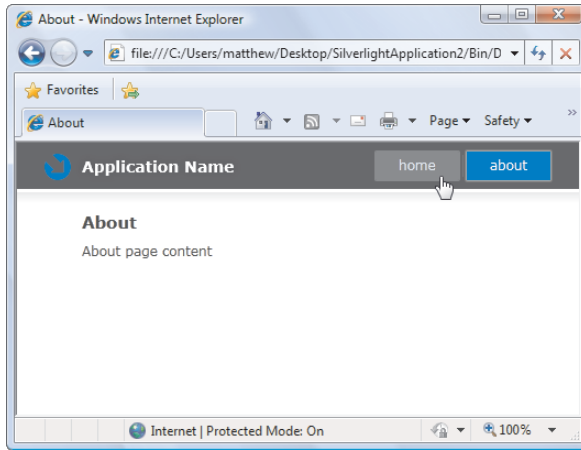 About - Windows Internet Explorer
file:///C:/Users/matthew/Desktop/SilverlightApplication2/Bin/D
Favorites
About
Page
Safety
»
Application Name
home
about
About
About page content
Internet | Protected Mode: On
100%